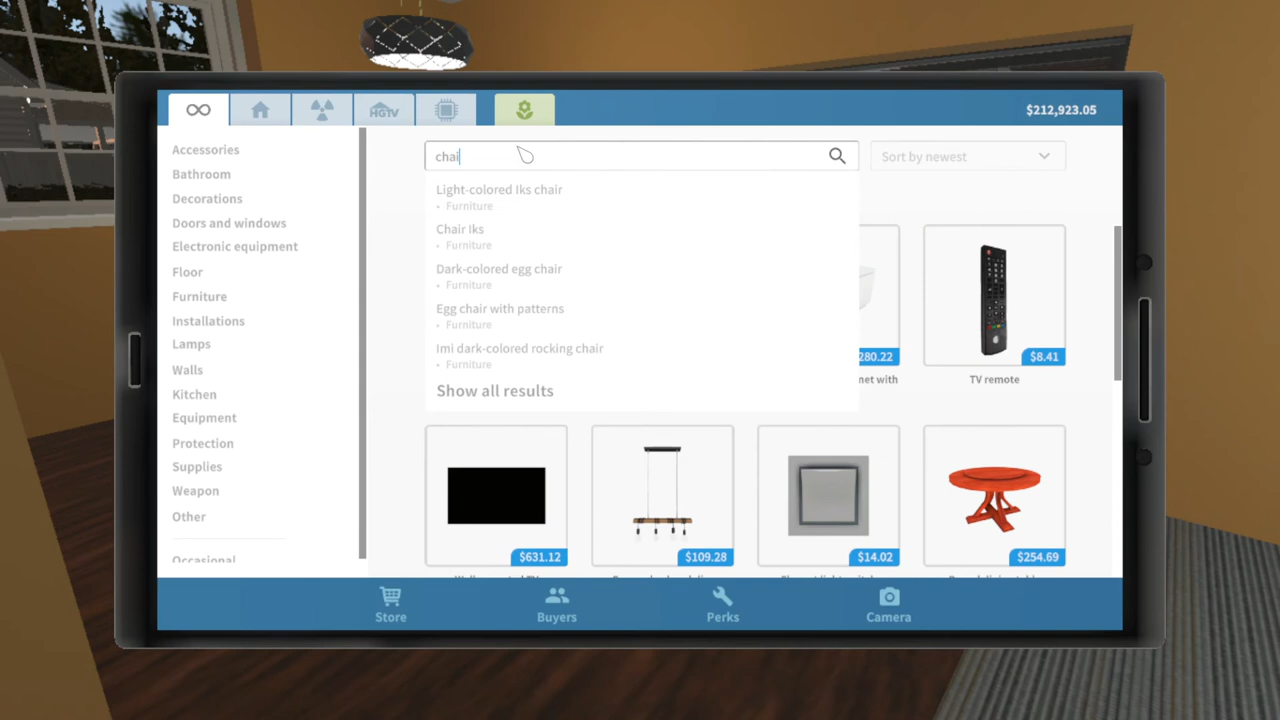 HGTV
$212,923.05
Accessories
Bathroom
Decorations
Doors and windows
Electronic equipment
Floor
Furniture
Installations
Lamps
Walls
Kitchen
Equipment
Protection
Supplies
Weapon
Other
Occasional
chai
Sort by newest
Light-colored Iks chair
• Furniture
Chair Iks
• Furniture
Dark-colored egg chair
• Furniture
Egg chair with patterns
• Furniture
Imi dark-colored rocking chair
• Furniture
Show all results
280.22
$8.41
net with
TV remote
$631.12
$109.28
$14.02
$254.69
Store
Buyers
Perks
Camera